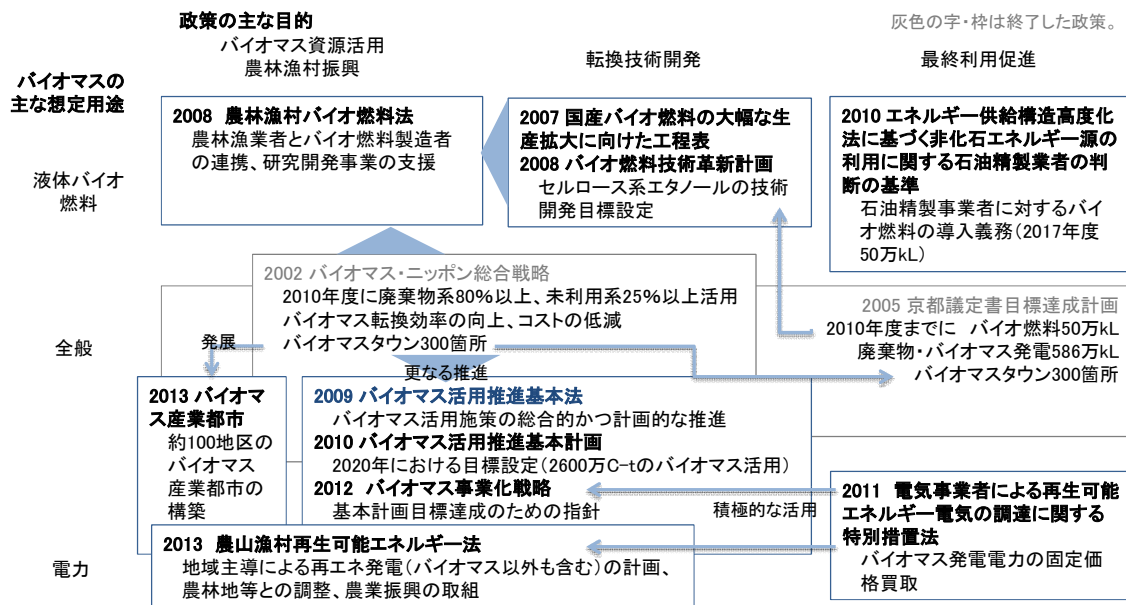 政策の主な目的
バイオマス資源活用
農林漁村振興
転換技術開発
灰色の字・枠は終了した政策。
最終利用促進
バイオマスの
主な想定用途
液体バイオ
燃料
2008 農林漁村バイオ燃料法
農林漁業者とバイオ燃料製造者
の連携、研究開発事業の支援
2007 国産バイオ燃料の大幅な生
産拡大に向けた工程表
2008 バイオ燃料技術革新計画
セルロース系エタノールの技術
開発目標設定
2010 エネルギー供給構造高度化
法に基づく非化石エネルギー源の
利用に関する石油精製業者の判
断の基準
石油精製事業者に対するバイ
オ燃料の導入義務（2017年度
50万kL）
全般
2002 バイオマス・ニッポン総合戦略
2010年度に廃棄物系80%以上、未利用系25%以上活用
バイオマス転換効率の向上、コストの低減
バイオマスタウン300箇所
2005 京都議定書目標達成計画
2010年度までに バイオ燃料50万kL
廃棄物・バイオマス発電586万kL
バイオマスタウン300箇所
発展
更なる推進
2013 バイオマ
ス産業都市
約100地区の
バイオマス
産業都市の
構築
2009 バイオマス活用推進基本法
バイオマス活用施策の総合的かつ計画的な推進
2010 バイオマス活用推進基本計画
2020年における目標設定（2600万C-tのバイオマス活用）
2012 バイオマス事業化戦略
基本計画目標達成のための指針
積極的な活用
2011 電気事業者による再生可能
エネルギー電気の調達に関する
特別措置法
バイオマス発電電力の固定価
格買取
電力
2013 農山漁村再生可能エネルギー法
地域主導による再エネ発電（バイオマス以外も含む）の計画、
農林地等との調整、農業振興の取組